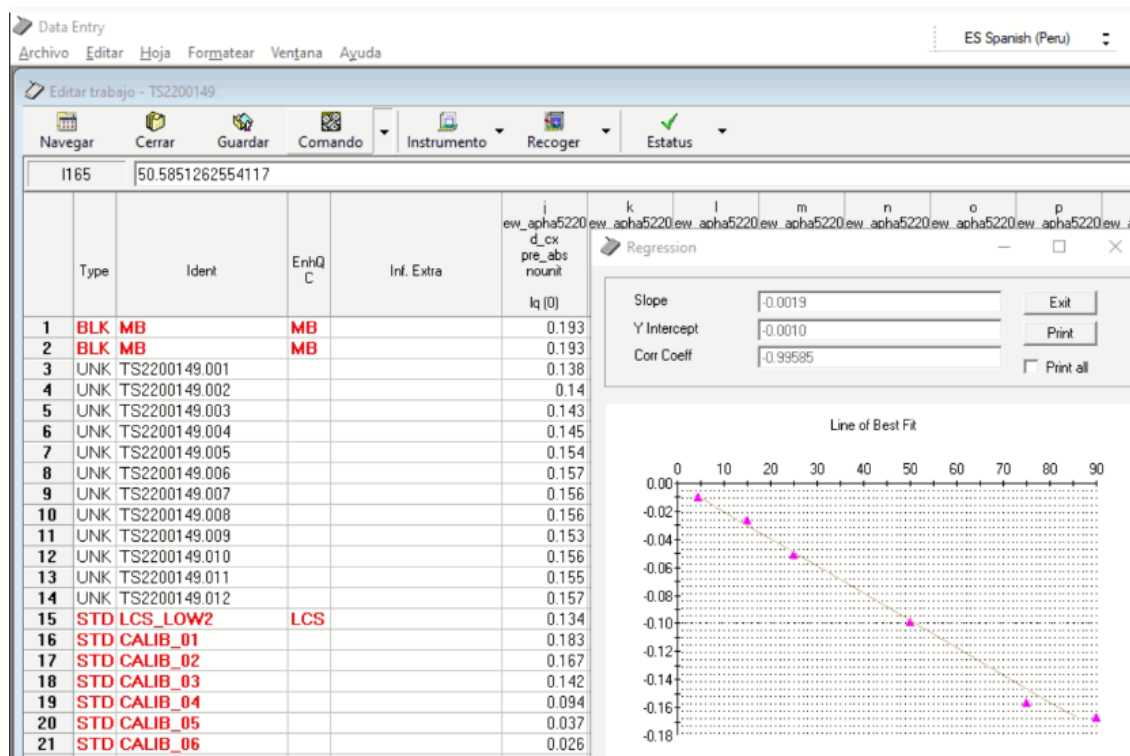 Data Entry
ES Spanish (Peru)
Archivo Editar Hoja Formatear Ventana Ayuda
Editar trabajo - TS2200149
Navegar Cerrar Guardar Comando Instrumento Recoger Estatus
I165 50.5851262554117
j k l m n o p
ew_apha5220 ew_apha5220 ew_apha5220 ew_apha5220 ew_apha5220 ew_apha5220 ew_apha5220 ew_
d_cx
pre_abs
nounit
lq (0)
Type Ident EnhQ C Inf. Extra
1 BLK MB MB 0.193
2 BLK MB MB 0.193
3 UNK TS2200149.001 0.138
4 UNK TS2200149.002 0.14
5 UNK TS2200149.003 0.143
6 UNK TS2200149.004 0.145
7 UNK TS2200149.005 0.154
8 UNK TS2200149.006 0.157
9 UNK TS2200149.007 0.156
10 UNK TS2200149.008 0.156
11 UNK TS2200149.009 0.153
12 UNK TS2200149.010 0.156
13 UNK TS2200149.011 0.155
14 UNK TS2200149.012 0.157
15 STD LCS_LOW2 LCS 0.134
16 STD CALIB_01 0.183
17 STD CALIB_02 0.167
18 STD CALIB_03 0.142
19 STD CALIB_04 0.094
20 STD CALIB_05 0.037
21 STD CALIB_06 0.026
Regression
Slope -0.0019 Exit
Y Intercept -0.0010 Print
Corr Coeff -0.99585 Print all
Line of Best Fit
0 10 20 30 40 50 60 70 80 90
0.00
-0.02
-0.04
-0.06
-0.08
-0.10
-0.12
-0.14
-0.16
-0.18